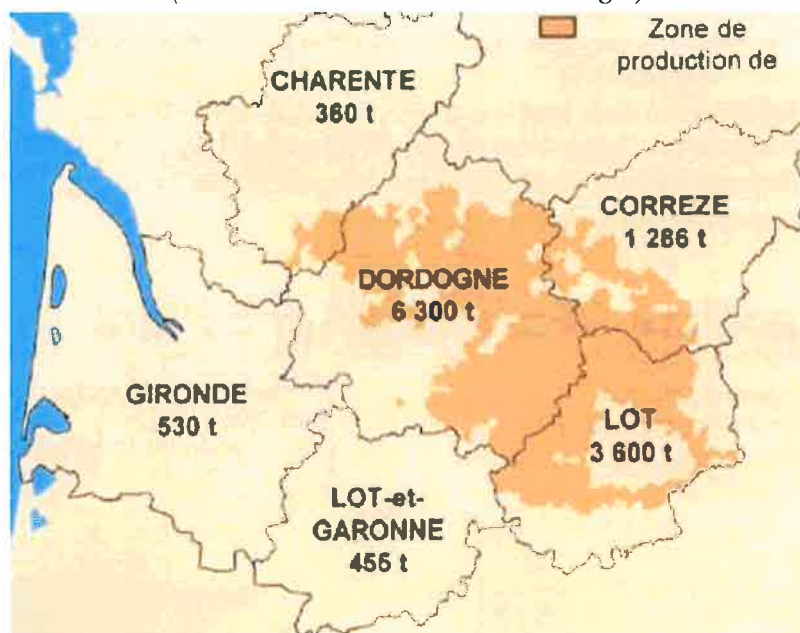 Zone de
production de
CHARENTE
360 t
CORREZE
1 286 t
DORDOGNE
6 300 t
GIRONDE
530 t
LOT
3 600 t
LOT-et-
GARONNE
455 t